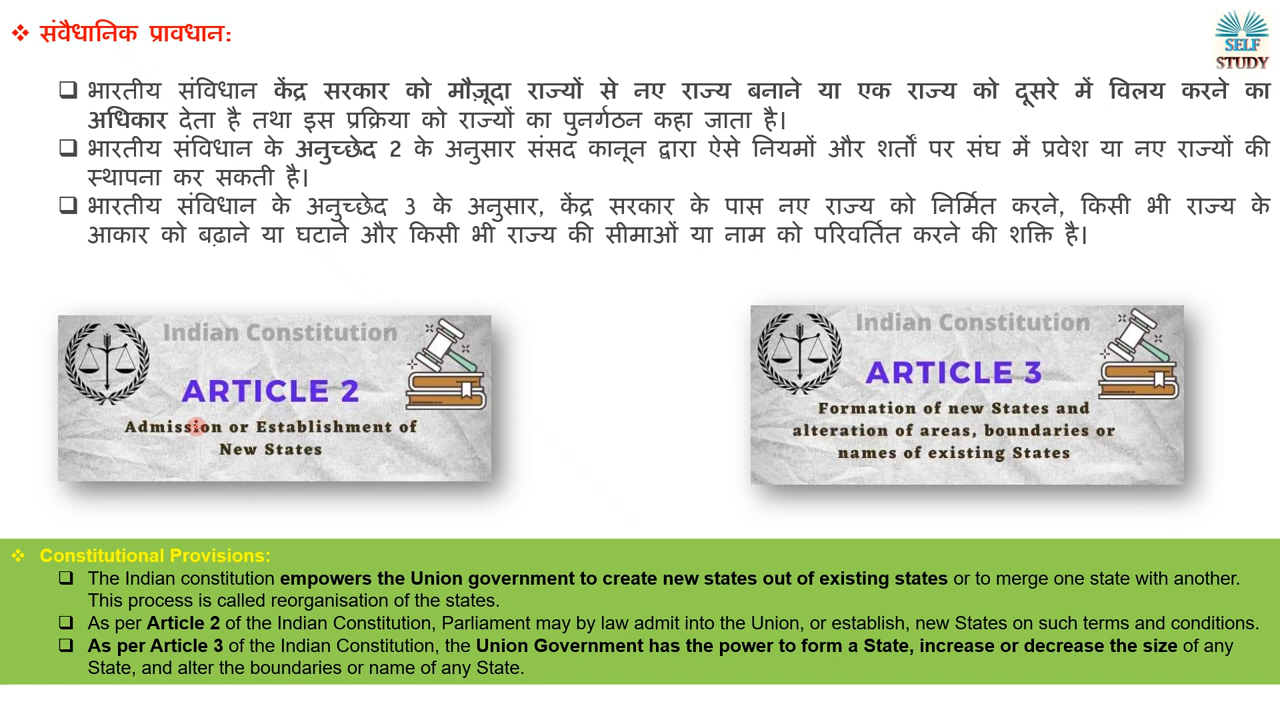 ❖ संवैधानिक प्रावधान:
SELF
STUDY
❑ भारतीय संविधान केंद्र सरकार को मौज़ूदा राज्यों से नए राज्य बनाने या एक राज्य को दूसरे में विलय करने का
अधिकार देता है तथा इस प्रक्रिया को राज्यों का पुनर्गठन कहा जाता है।
❑ भारतीय संविधान के अनुच्छेद 2 के अनुसार संसद कानून द्वारा ऐसे नियमों और शर्तों पर संघ में प्रवेश या नए राज्यों की
स्थापना कर सकती है।
❑ भारतीय संविधान के अनुच्छेद 3 के अनुसार, केंद्र सरकार के पास नए राज्य को निर्मित करने, किसी भी राज्य के
आकार को बढ़ाने या घटाने और किसी भी राज्य की सीमाओं या नाम को परिवर्तित करने की शक्ति है।
Indian Constitution
ARTICLE 2
Admission or Establishment of
New States
Indian Constitution
ARTICLE 3
Formation of new States and
alteration of areas, boundaries or
names of existing States
❖ Constitutional Provisions:
❑ The Indian constitution empowers the Union government to create new states out of existing states or to merge one state with another.
This process is called reorganisation of the states.
❑ As per Article 2 of the Indian Constitution, Parliament may by law admit into the Union, or establish, new States on such terms and conditions.
❑ As per Article 3 of the Indian Constitution, the Union Government has the power to form a State, increase or decrease the size of any
State, and alter the boundaries or name of any State.